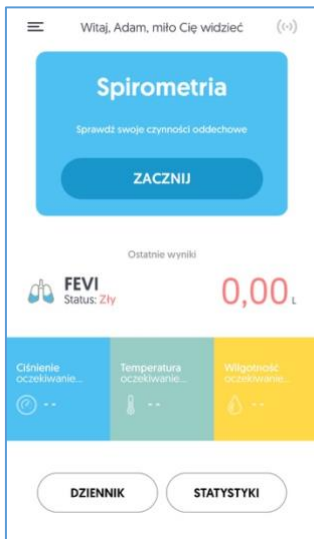 Witaj, Adam, miło Cię widzieć
Spirometria
Sprawdź swoje czynności oddechowe
ZACZNIJ
Ostatnie wyniki
FEVI
Status: Zły
0,00 L
Ciśnienie
oczekiwanie...
--
Temperatura
oczekiwanie...
--
Wilgotność
oczekiwanie...
--
DZIENNIK
STATYSTYKI